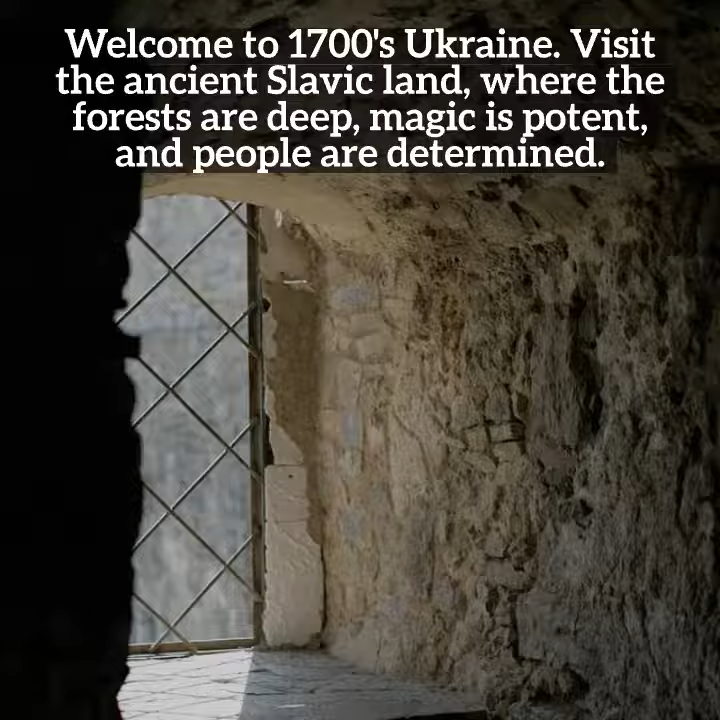 Welcome to 1700's Ukraine. Visit
the ancient Slavic land, where the
forests are deep, magic is potent,
and people are determined.